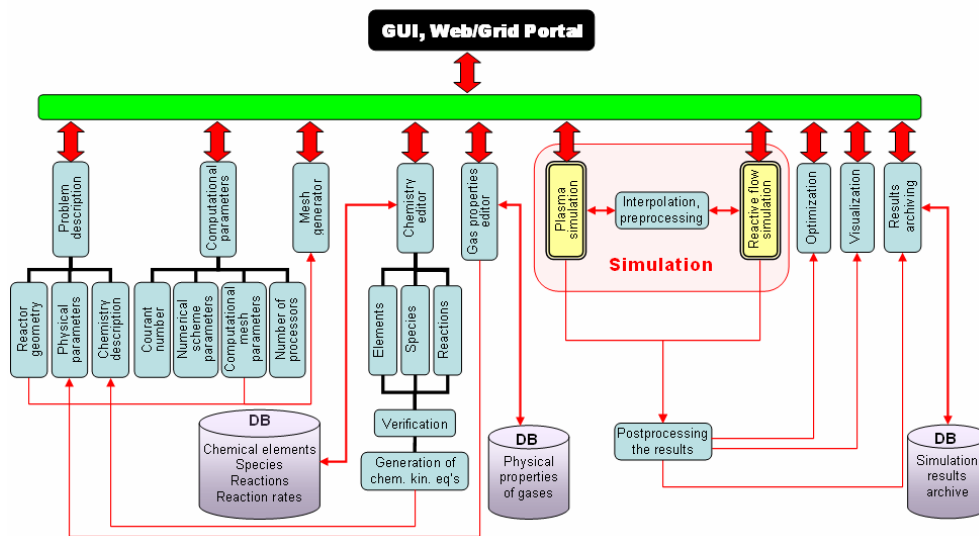 GUI, Web/Grid Portal
Problem
description
Computational
parameters
Mesh
generator
Chemistry
editor
Gas properties
editor
Plasma
simulation
Interpolation,
preprocessing
Reactive flow
simulation
Simulation
Optimization
Visualization
Results
archiving
Reactor
geometry
Physical
parameters
Chemistry
description
Courant
number
Numerical
scheme
parameters
Computational
mesh
parameters
Number of
processors
Elements
Species
Reactions
Verification
Generation of
chem. kin. eq's
DB
Chemical elements
Species
Reactions
Reaction rates
DB
Physical
properties
of gases
Postprocessing
the results
DB
Simulation
results
archive